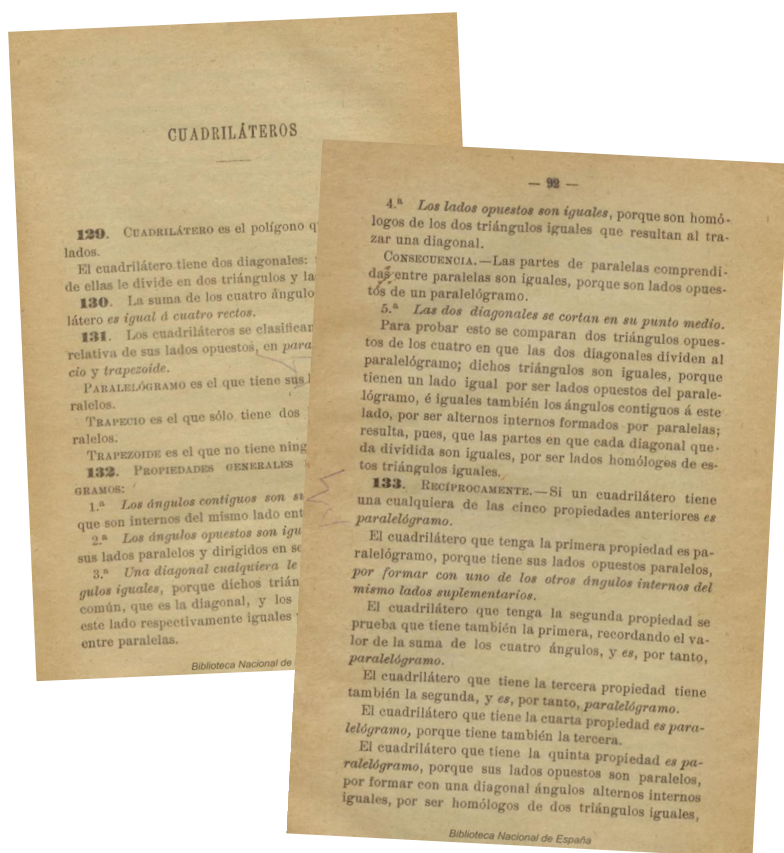 CUADRILÁTEROS
129. CUADRILÁTERO es el polígono
lados.
El cuadrilátero tiene dos diagonales:
de ellas le divide en dos triángulos y la
130. La suma de los cuatro ángulo
látero es igual á cuatro rectos.
131. Los cuadriláteros se clasifican
relativa de sus lados opuestos, en para
cio y trapezoide.
PARALELÓGRAMO es el que tiene sus
ralelos.
TRAPECIO es el que sólo tiene dos
ralelos.
TRAPEZOIDE es el que no tiene ning
132. PROPIEDADES GENERALES
GRAMOS:
1.ª Los ángulos contiguos son su
que son internos del mismo lado ent
2.ª Los ángulos opuestos son igu
sus lados paralelos y dirigidos en se
3.ª Una diagonal cualquiera le
gulos iguales, porque dichos trián
común, que es la diagonal, y los
este lado respectivamente iguales
entre paralelas.
Biblioteca Nacional de
— 92 —
4.ª Los lados opuestos son iguales, porque son homó-
logos de los dos triángulos iguales que resultan al tra-
zar una diagonal.
CONSECUENCIA.—Las partes de paralelas comprendi-
das entre paralelas son iguales, porque son lados opues-
tos de un paralelógramo.
5.ª Las dos diagonales se cortan en su punto medio.
Para probar esto se comparan dos triángulos opues-
tos de los cuatro en que las dos diagonales dividen al
paralelógramo; dichos triángulos son iguales, porque
tienen un lado igual por ser lados opuestos del parale-
lógramo, é iguales también los ángulos contiguos á este
lado, por ser alternos internos formados por paralelas;
resulta, pues, que las partes en que cada diagonal que-
da dividida son iguales, por ser lados homólogos de es-
tos triángulos iguales.
133. RECÍPROCAMENTE.—Si un cuadrilátero tiene
una cualquiera de las cinco propiedades anteriores es
paralelógramo.
El cuadrilátero que tenga la primera propiedad es pa-
ralelógramo, porque tiene sus lados opuestos paralelos,
por formar con uno de los otros ángulos internos del
mismo lados suplementarios.
El cuadrilátero que tenga la segunda propiedad se
prueba que tiene también la primera, recordando el va-
lor de la suma de los cuatro ángulos, y es, por tanto,
paralelógramo.
El cuadrilátero que tiene la tercera propiedad tiene
también la segunda, y es, por tanto, paralelógramo.
El cuadrilátero que tiene la cuarta propiedad es para-
lelógramo, porque tiene también la tercera.
El cuadrilátero que tiene la quinta propiedad es pa-
ralelógramo, porque sus lados opuestos son paralelos,
por formar con una diagonal ángulos alternos internos
iguales, por ser homólogos de dos triángulos iguales,
Biblioteca Nacional de España